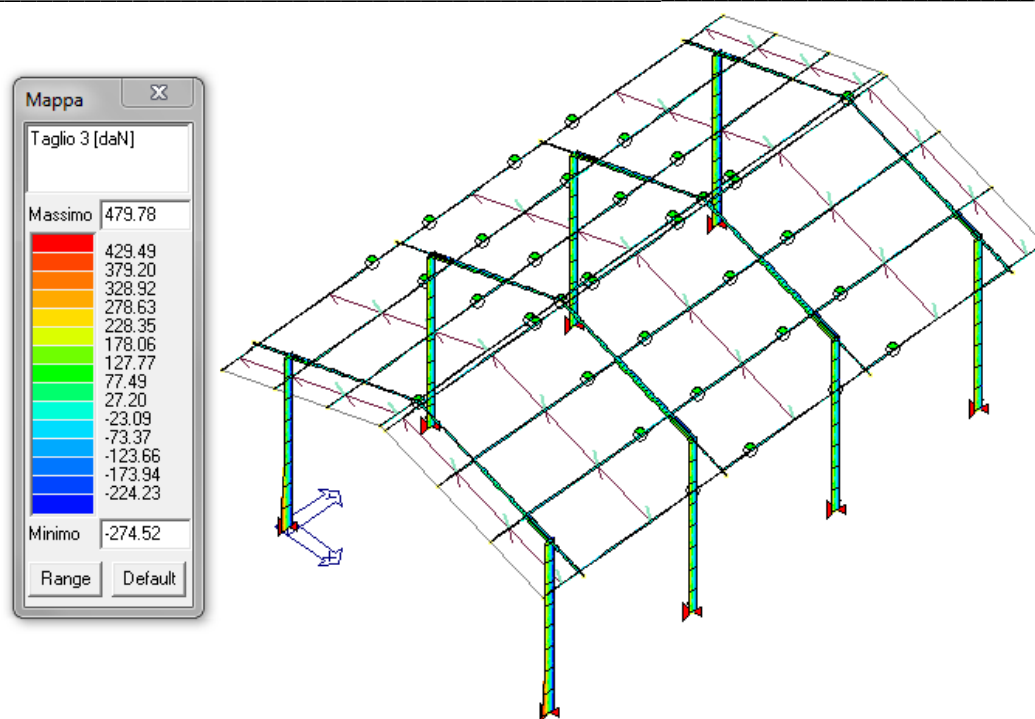 Mappa
Taglio 3 [daN]
Massimo 479.78
429.49
379.20
328.92
278.63
228.35
178.06
127.77
77.49
27.20
-23.09
-73.37
-123.66
-173.94
-224.23
Minimo -274.52
Range Default